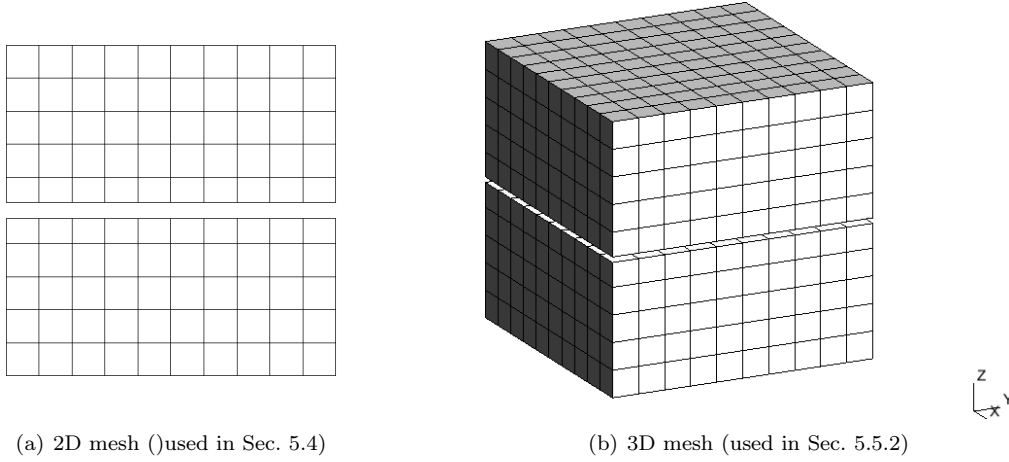 Z
Y
X
(a) 2D mesh ()used in Sec. 5.4)
(b) 3D mesh (used in Sec. 5.5.2)